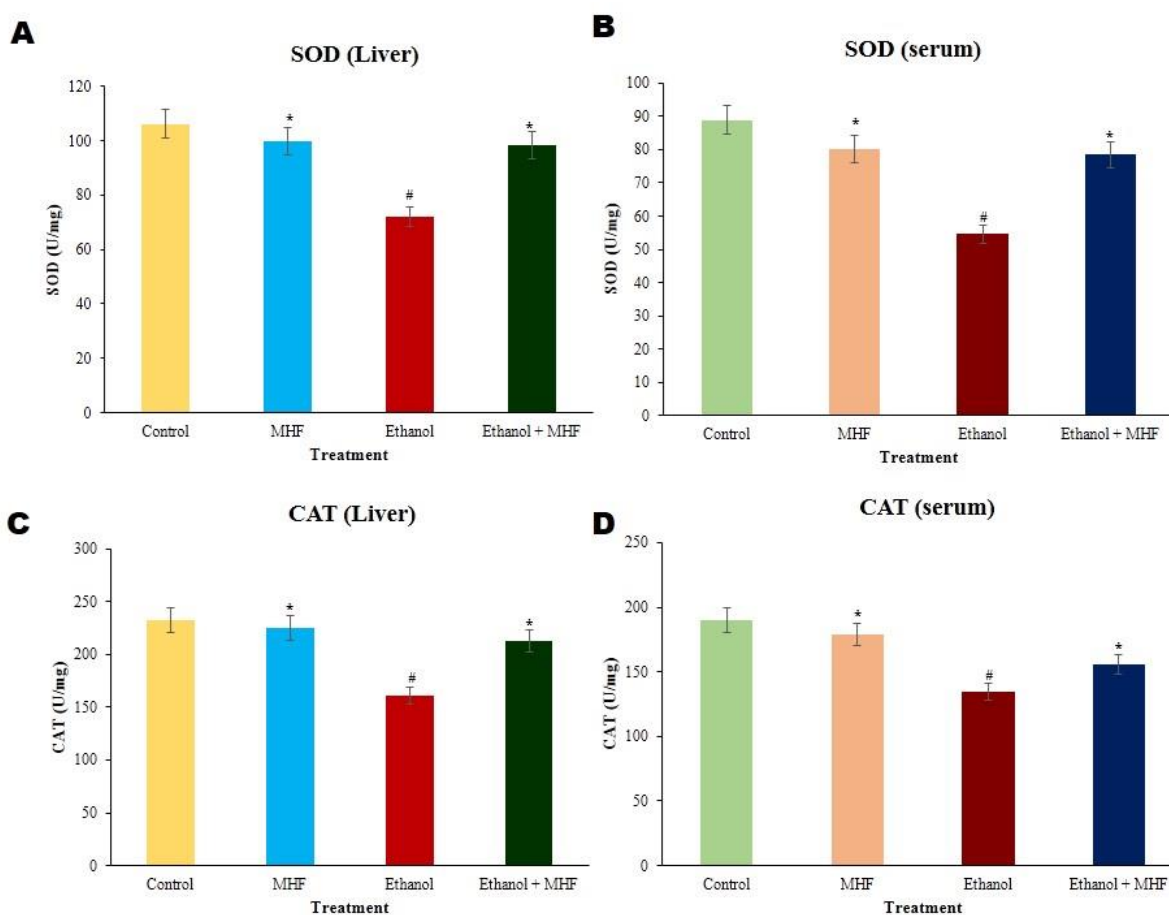 A
SOD (Liver)
SOD (U/mg)
120
100
80
60
40
20
0
*
#
*
Control MHF Ethanol Ethanol + MHF
Treatment
B
SOD (serum)
SOD (U/mg)
100
90
80
70
60
50
40
30
20
10
0
*
#
*
Control MHF Ethanol Ethanol + MHF
Treatment
C
CAT (Liver)
CAT (U/mg)
300
250
200
150
100
50
0
*
#
*
Control MHF Ethanol Ethanol + MHF
Treatment
D
CAT (serum)
CAT (U/mg)
250
200
150
100
50
0
*
#
*
Control MHF Ethanol Ethanol + MHF
Treatment